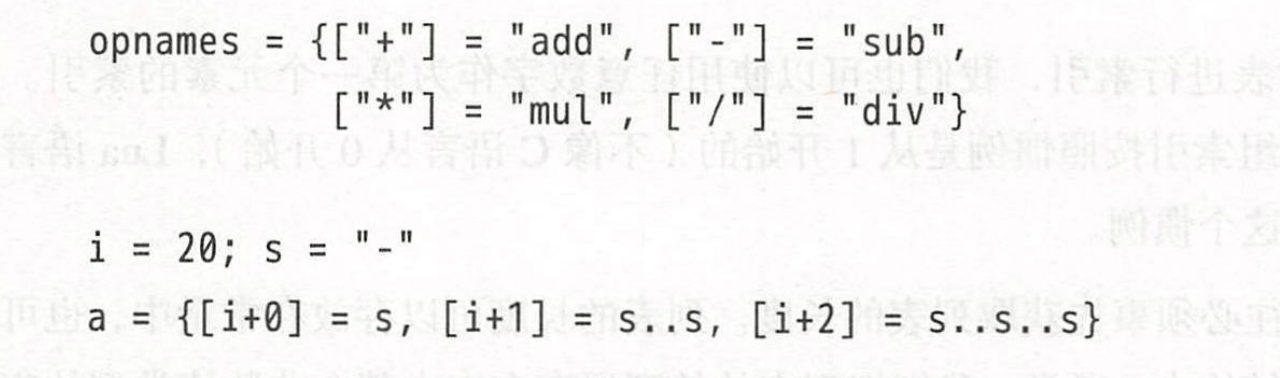 opnames = {["+"] = "add", ["-"] = "sub",
["*"] = "mul", ["/"] = "div"}
i = 20; s = "-"
a = {[i+0] = s, [i+1] = s..s, [i+2] = s..s..s}